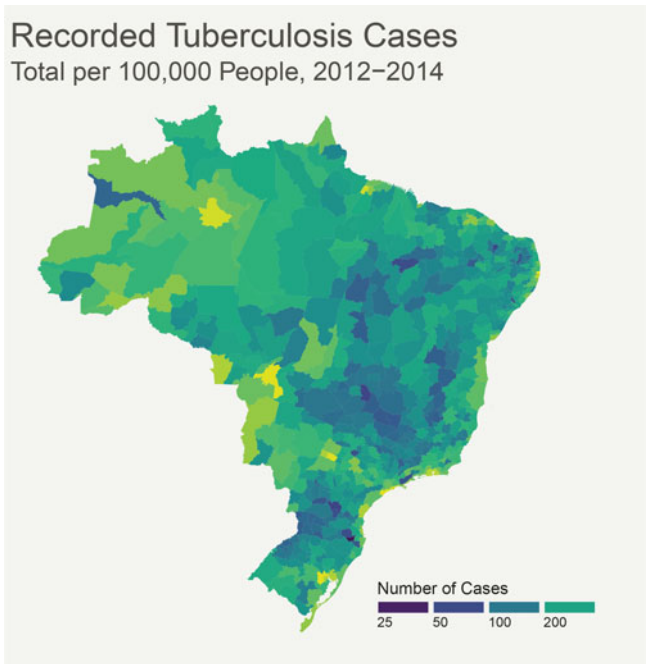 Recorded Tuberculosis Cases
Total per 100,000 People, 2012−2014
Number of Cases
25 50 100 200